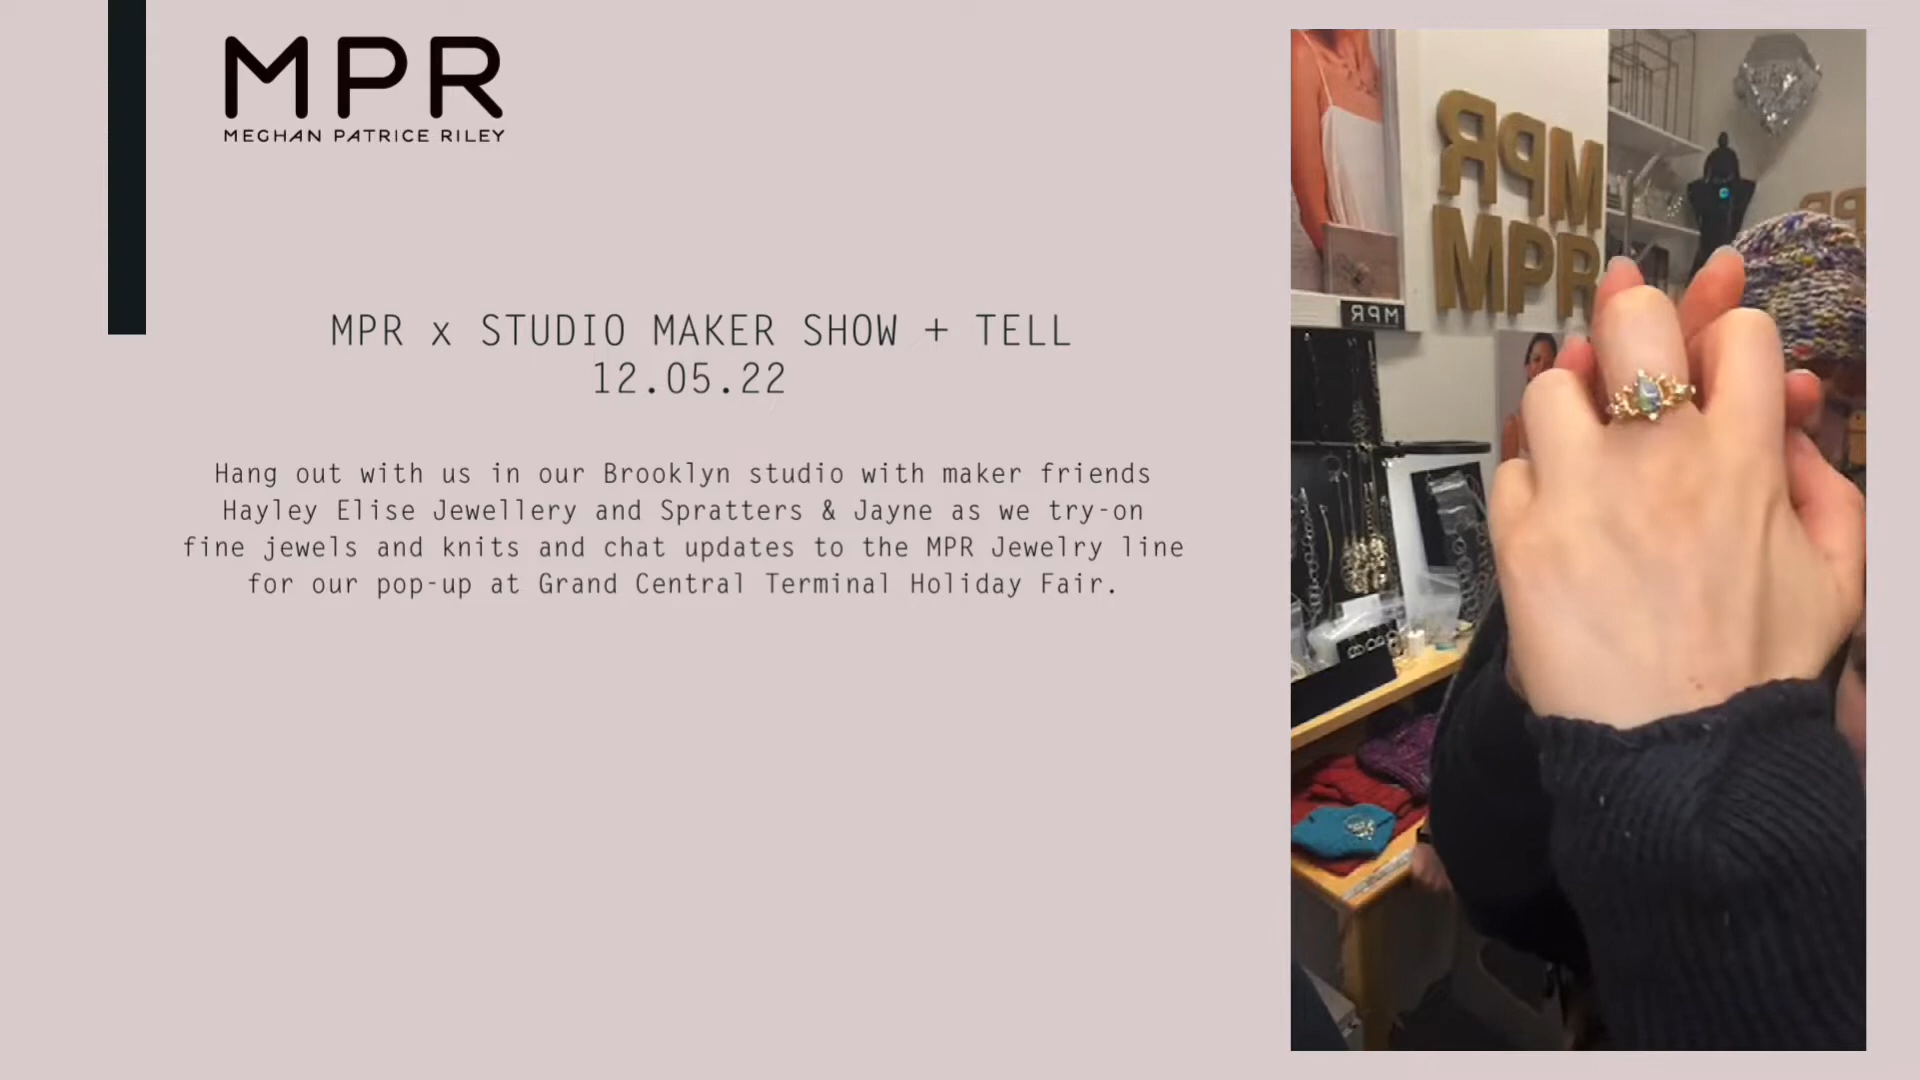 MPR
MEGHAN PATRICE RILEY
MPR x STUDIO MAKER SHOW + TELL
12.05.22
Hang out with us in our Brooklyn studio with maker friends
Hayley Elise Jewellery and Spratters & Jayne as we try-on
fine jewels and knits and chat updates to the MPR Jewelry line
for our pop-up at Grand Central Terminal Holiday Fair.
MPR
MPR
MPR